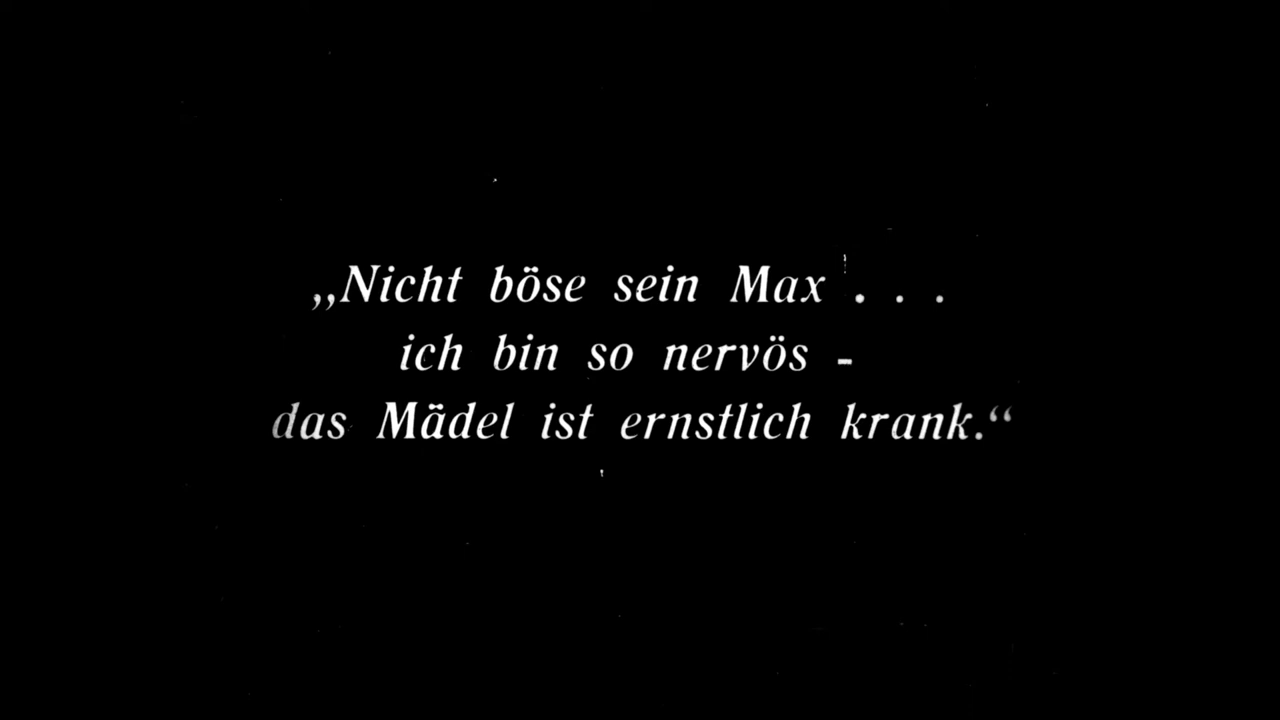 „Nicht böse sein Max . . .
ich bin so nervös -
das Mädel ist ernstlich krank.“